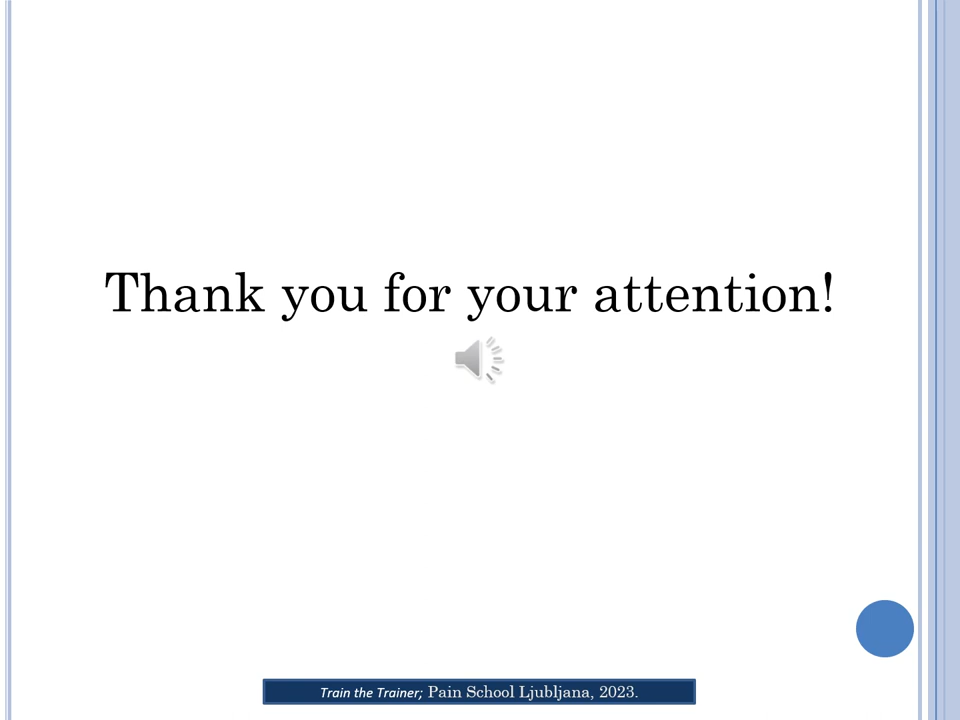 Thank you for your attention!
Train the Trainer; Pain School Ljubljana, 2023.